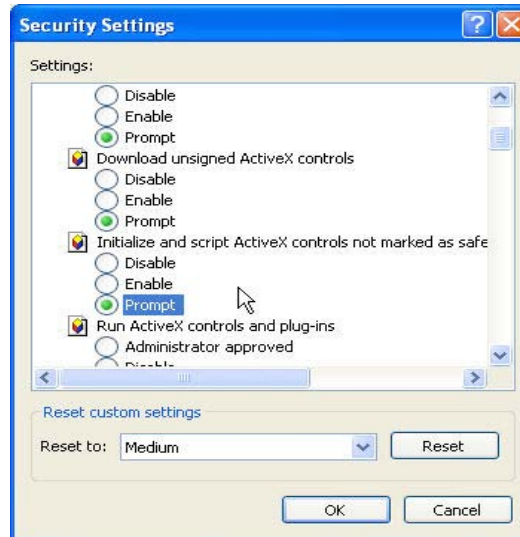 Security Settings
Settings:
Disable
Enable
Prompt
Download unsigned ActiveX controls
Disable
Enable
Prompt
Initialize and script ActiveX controls not marked as safe
Disable
Enable
Prompt
Run ActiveX controls and plug-ins
Administrator approved
Disable
Reset custom settings
Reset to: Medium Reset
OK Cancel